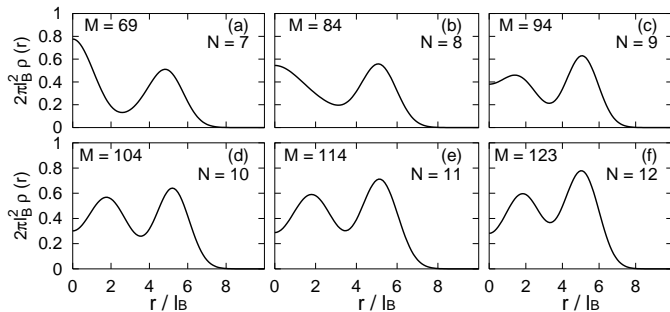 M = 69 (a)
N = 7
M = 84 (b)
N = 8
M = 94 (c)
N = 9
2πl_B^2 ρ (r)
1
0.8
0.6
0.4
0.2
0
M = 104 (d)
N = 10
M = 114 (e)
N = 11
M = 123 (f)
N = 12
2πl_B^2 ρ (r)
1
0.8
0.6
0.4
0.2
0
0 2 4 6 8
0 2 4 6 8
0 2 4 6 8
r / l_B
r / l_B
r / l_B